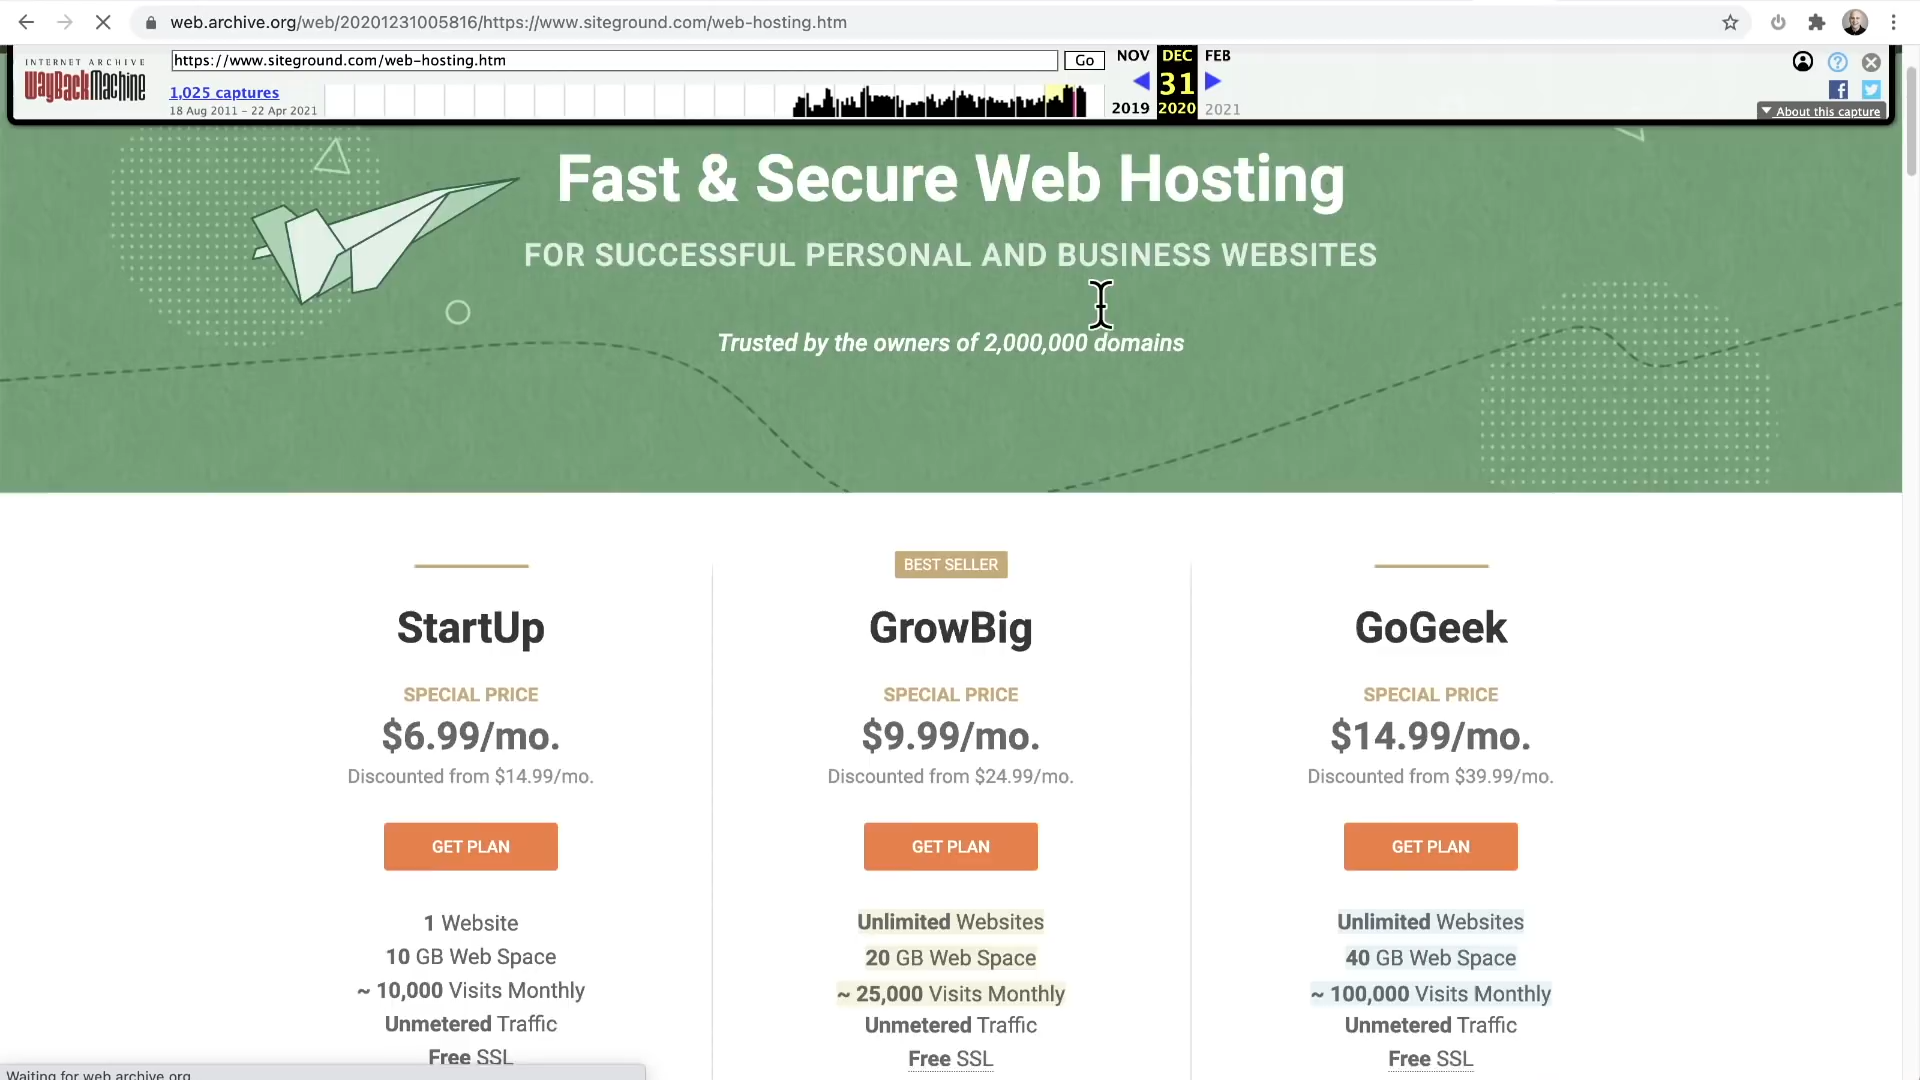 web.archive.org/web/20201231005816/https://www.siteground.com/web-hosting.htm
INTERNET ARCHIVE
WayBackMachine
https://www.siteground.com/web-hosting.htm
Go
NOV DEC FEB
1,025 captures
31
18 Aug 2011 - 22 Apr 2021
2019 2020 2021
About this capture
Fast & Secure Web Hosting
FOR SUCCESSFUL PERSONAL AND BUSINESS WEBSITES
Trusted by the owners of 2,000,000 domains
StartUp
SPECIAL PRICE
$6.99/mo.
Discounted from $14.99/mo.
GET PLAN
1 Website
10 GB Web Space
~ 10,000 Visits Monthly
Unmetered Traffic
Free SSL
BEST SELLER
GrowBig
SPECIAL PRICE
$9.99/mo.
Discounted from $24.99/mo.
GET PLAN
Unlimited Websites
20 GB Web Space
~ 25,000 Visits Monthly
Unmetered Traffic
Free SSL
GoGeek
SPECIAL PRICE
$14.99/mo.
Discounted from $39.99/mo.
GET PLAN
Unlimited Websites
40 GB Web Space
~ 100,000 Visits Monthly
Unmetered Traffic
Free SSL
Waiting for web.archive.org